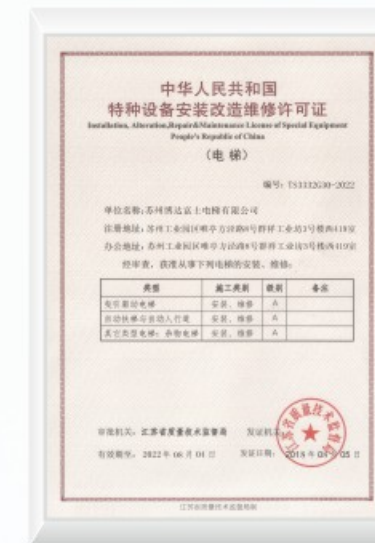 中华人民共和国
特种设备安装改造维修许可证
Installation, Alteration,Repair&Maintenance License of Special Equipment
People's Republic of China
(电 梯)
编号: TS3332G30-2022
单位名称:苏州博达富士电梯有限公司
注册地址:苏州工业园区唯亭方泾路8号群祥工业坊3号楼西418室
办公地址:苏州工业园区唯亭方泾路8号群祥工业坊3号楼西419室
经审查,获准从事下列电梯的安装、维修:
类型 施工类别 级别 备注
曳引驱动电梯 安装、维修 A
自动扶梯与自动人行道 安装、维修 A
其它类型电梯:杂物电梯 安装、维修 A
审批机关:江苏省质量技术监督局 发证机关
有效期至:2022年06月01日 发证日期: 2018年 05日